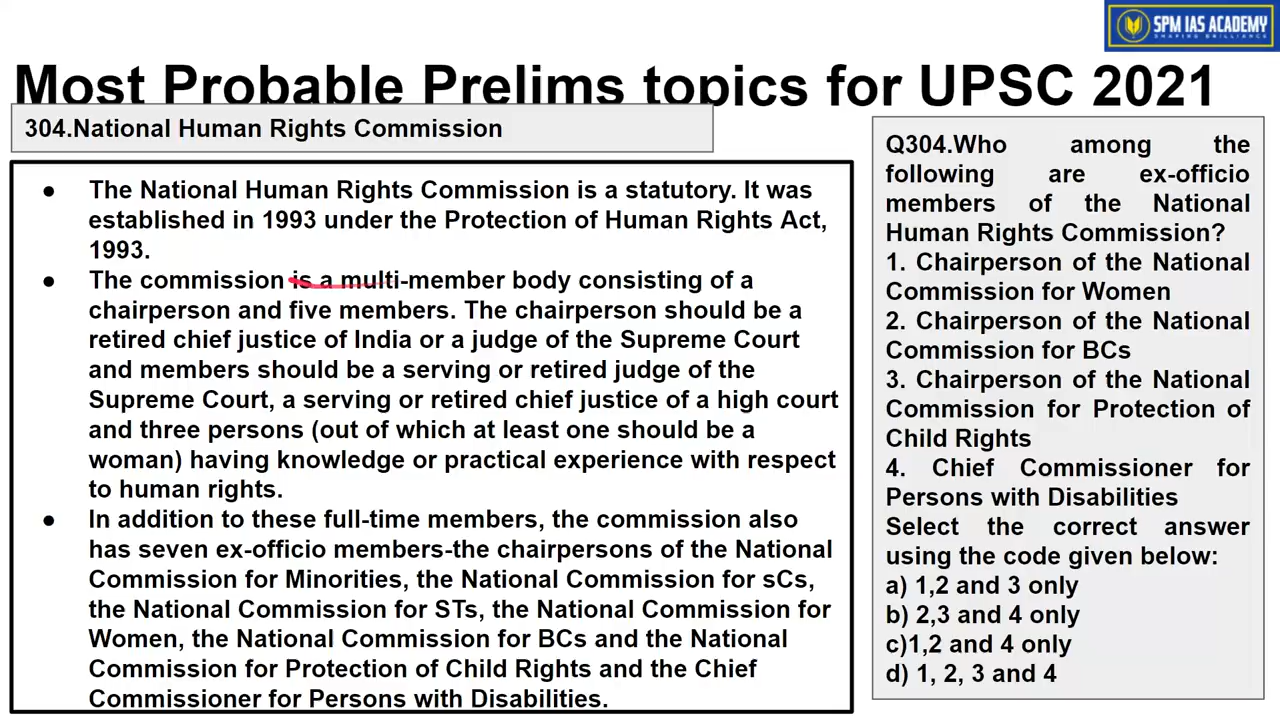 SPM IAS ACADEMY
SHAPING BRILLIANCE
Most Probable Prelims topics for UPSC 2021
304.National Human Rights Commission
● The National Human Rights Commission is a statutory. It was
established in 1993 under the Protection of Human Rights Act,
1993.
● The commission is a multi-member body consisting of a
chairperson and five members. The chairperson should be a
retired chief justice of India or a judge of the Supreme Court
and members should be a serving or retired judge of the
Supreme Court, a serving or retired chief justice of a high court
and three persons (out of which at least one should be a
woman) having knowledge or practical experience with respect
to human rights.
● In addition to these full-time members, the commission also
has seven ex-officio members-the chairpersons of the National
Commission for Minorities, the National Commission for sCs,
the National Commission for STs, the National Commission for
Women, the National Commission for BCs and the National
Commission for Protection of Child Rights and the Chief
Commissioner for Persons with Disabilities.
Q304.Who among the
following are ex-officio
members of the National
Human Rights Commission?
1. Chairperson of the National
Commission for Women
2. Chairperson of the National
Commission for BCs
3. Chairperson of the National
Commission for Protection of
Child Rights
4. Chief Commissioner for
Persons with Disabilities
Select the correct answer
using the code given below:
a) 1,2 and 3 only
b) 2,3 and 4 only
c)1,2 and 4 only
d) 1, 2, 3 and 4